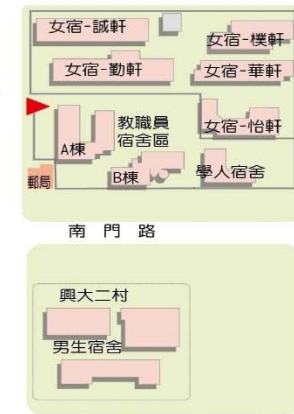 女宿-誠軒
女宿-樸軒
女宿-勤軒
女宿-華軒
教職員
宿舍區
女宿-怡軒
A棟
郵局
B棟
學人宿舍
南門路
興大二村
男生宿舍